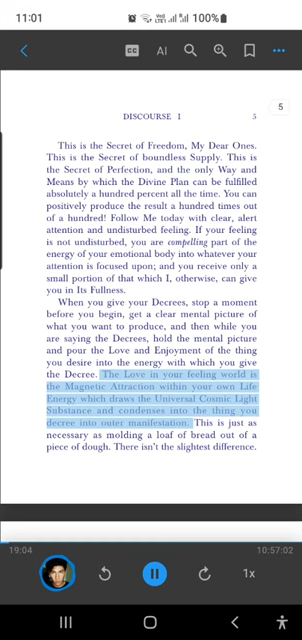 11:01
100%
CC AI
5
DISCOURSE I 5
This is the Secret of Freedom, My Dear Ones.
This is the Secret of boundless Supply. This is
the Secret of Perfection, and the only Way and
Means by which the Divine Plan can be fulfilled
absolutely a hundred percent all the time. You can
positively produce the result a hundred times out
of a hundred! Follow Me today with clear, alert
attention and undisturbed feeling. If your feeling
is not undisturbed, you are compelling part of the
energy of your emotional body into whatever your
attention is focused upon; and you receive only a
small portion of that which I, otherwise, can give
you in Its Fullness.
When you give your Decrees, stop a moment
before you begin, get a clear mental picture of
what you want to produce, and then while you
are saying the Decrees, hold the mental picture
and pour the Love and Enjoyment of the thing
you desire into the energy with which you give
the Decree. The Love in your feeling world is
the Magnetic Attraction within your own Life
Energy which draws the Universal Cosmic Light
Substance and condenses into the thing you
decree into outer manifestation. This is just as
necessary as molding a loaf of bread out of a
piece of dough. There isn't the slightest difference.
19:04 10:57:02
1x